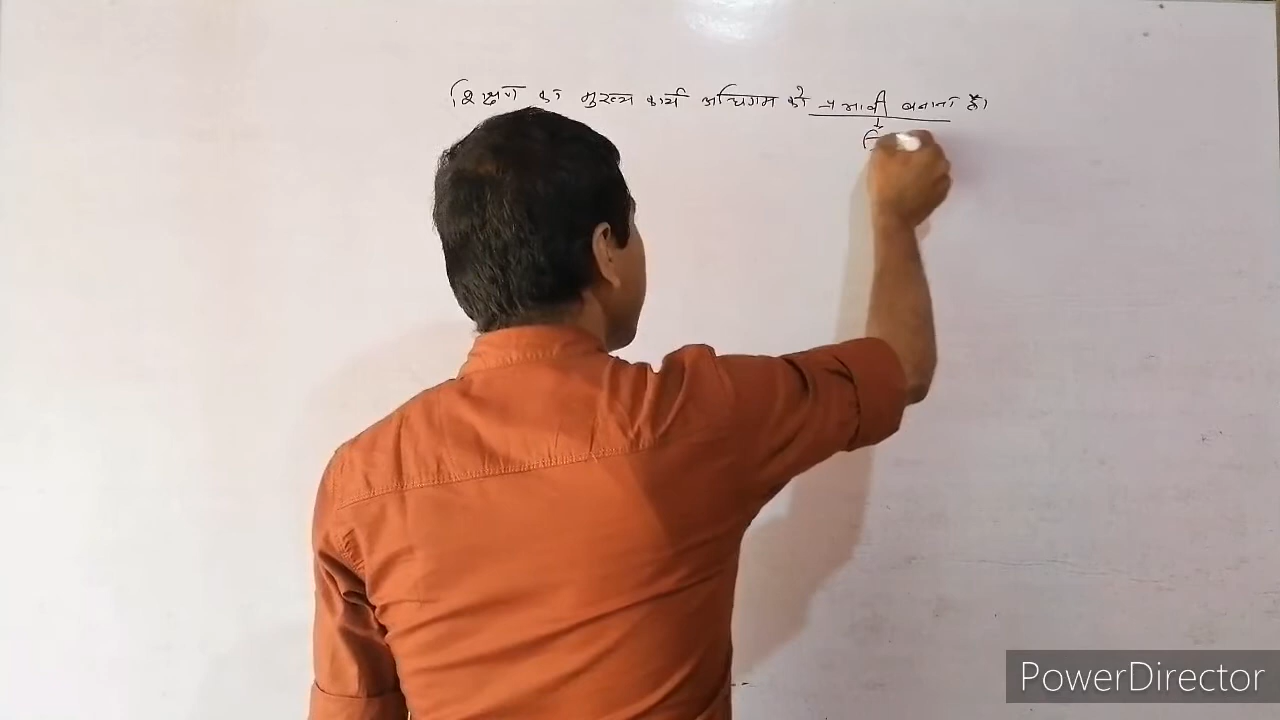 शिक्षण का मुख्य कार्य अधिगम को प्रभावी बनाना है।
PowerDirector